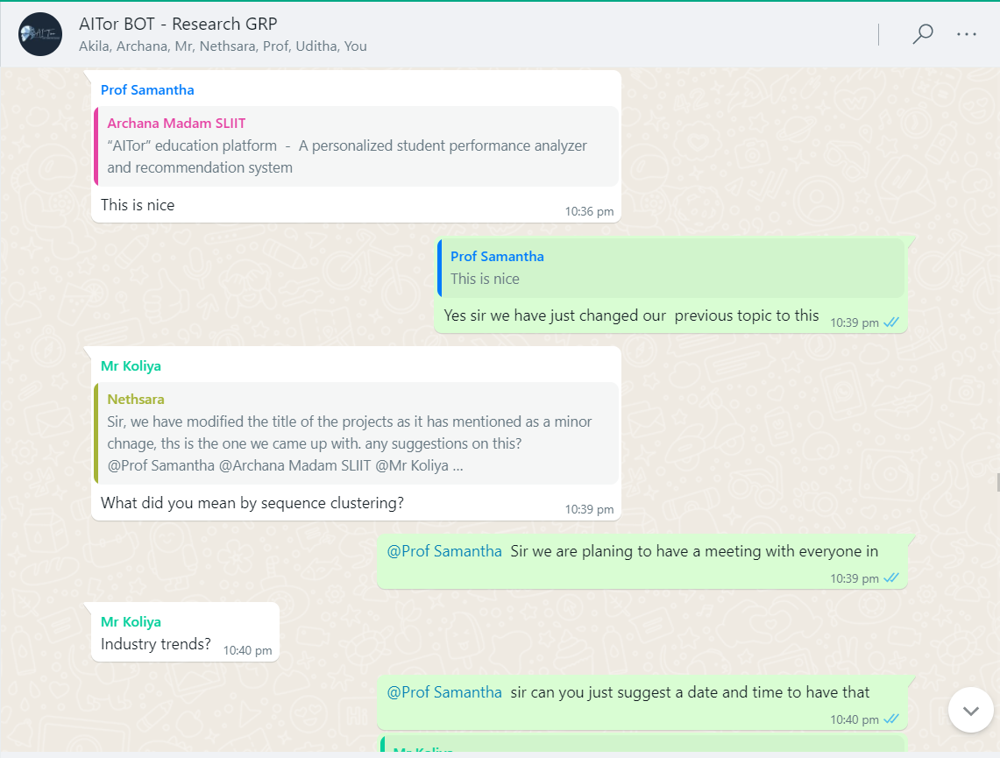 AITor BOT - Research GRP
Akila, Archana, Mr, Nethsara, Prof, Uditha, You
Prof Samantha
Archana Madam SLIIT
“AITor” education platform  -  A personalized student performance analyzer
and recommendation system
This is nice
10:36 pm
Prof Samantha
This is nice
Yes sir we have just changed our  previous topic to this
10:39 pm
Mr Koliya
Nethsara
Sir, we have modified the title of the projects as it has mentioned as a minor
chnage, ths is the one we came up with. any suggestions on this?
@Prof Samantha @Archana Madam SLIIT @Mr Koliya ...
What did you mean by sequence clustering?
10:39 pm
@Prof Samantha  Sir we are planing to have a meeting with everyone in
10:39 pm
Mr Koliya
Industry trends?
10:40 pm
@Prof Samantha  sir can you just suggest a date and time to have that
10:40 pm
Mr Koliya